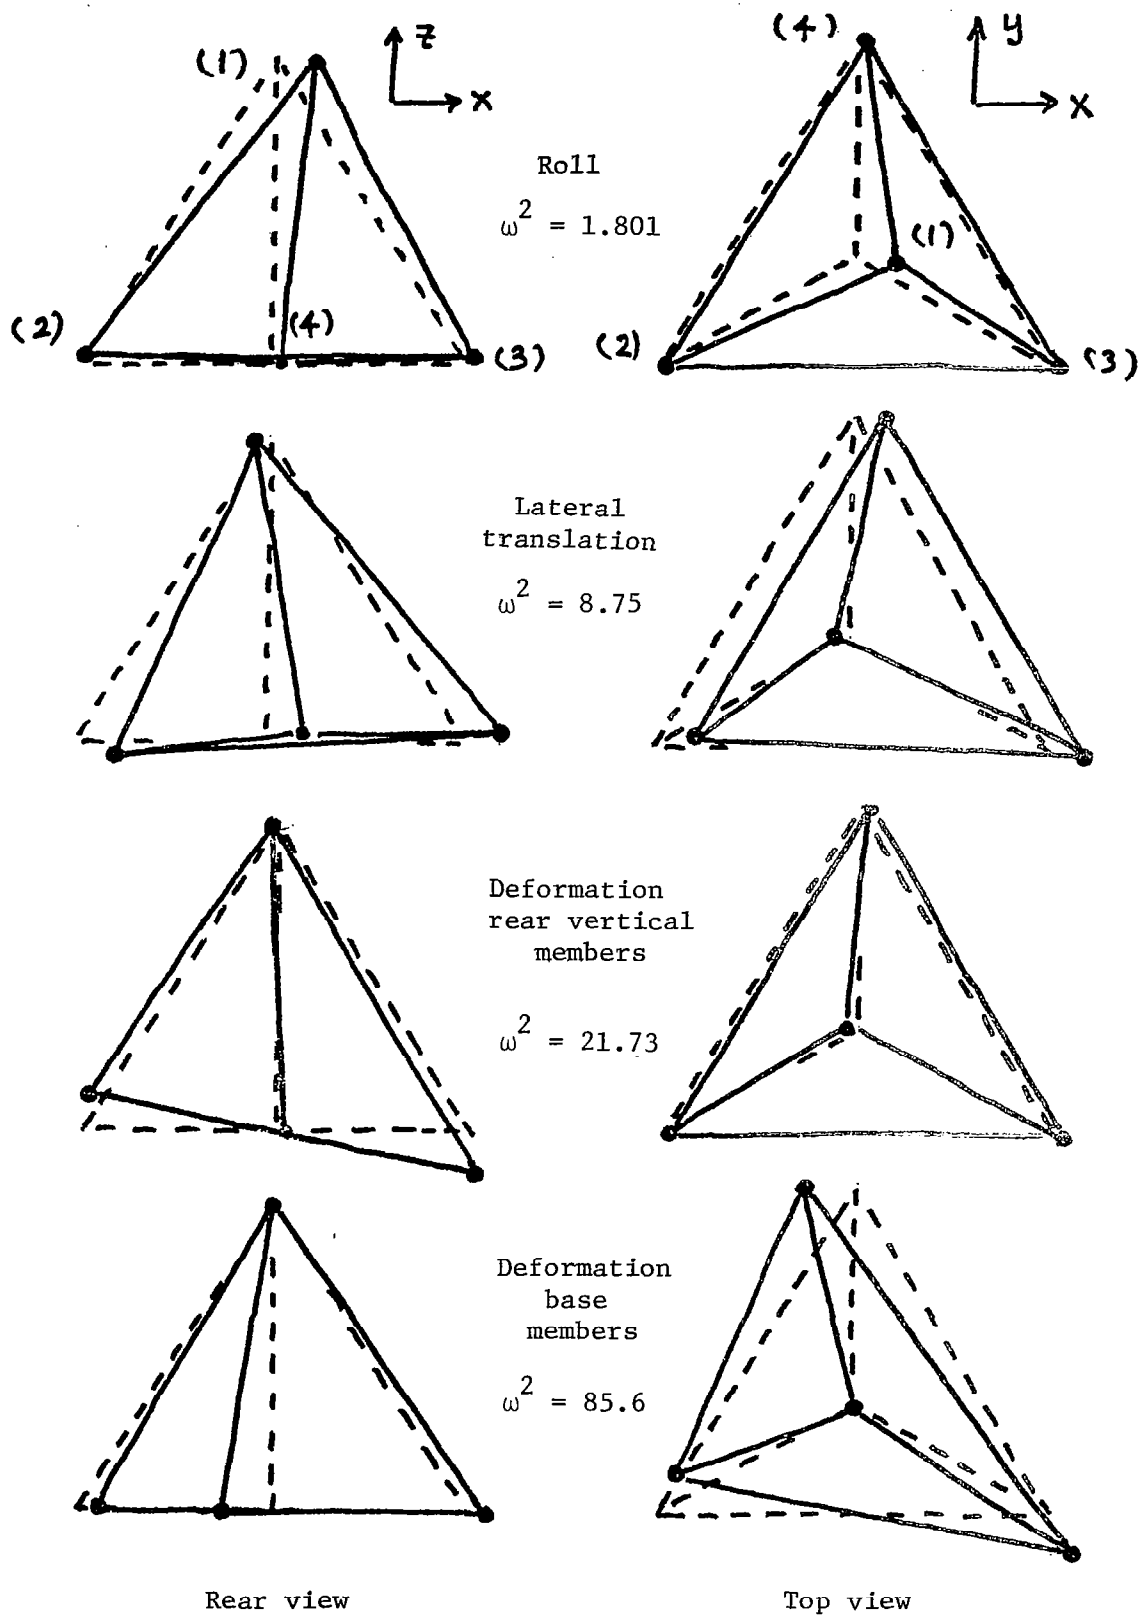 (1)
z
x
(4)
y
x
Roll
ω² = 1.801
(1)
(2)
(4)
(3)
(2)
(3)
Lateral
translation
ω² = 8.75
Deformation
rear vertical
members
ω² = 21.73
Deformation
base
members
ω² = 85.6
Rear view
Top view